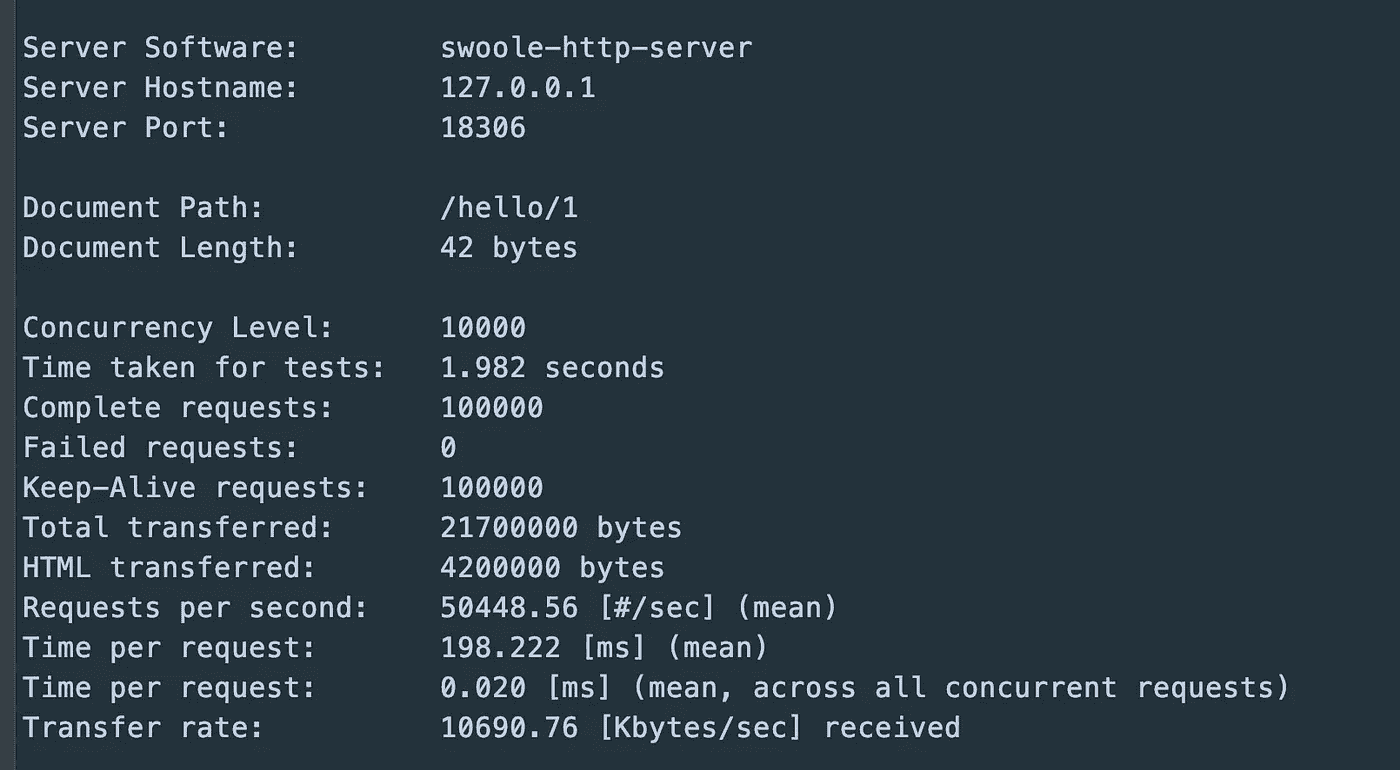 Server Software: swoole-http-server
Server Hostname: 127.0.0.1
Server Port: 18306
Document Path: /hello/1
Document Length: 42 bytes
Concurrency Level: 10000
Time taken for tests: 1.982 seconds
Complete requests: 100000
Failed requests: 0
Keep-Alive requests: 100000
Total transferred: 21700000 bytes
HTML transferred: 4200000 bytes
Requests per second: 50448.56 [#/sec] (mean)
Time per request: 198.222 [ms] (mean)
Time per request: 0.020 [ms] (mean, across all concurrent requests)
Transfer rate: 10690.76 [Kbytes/sec] received